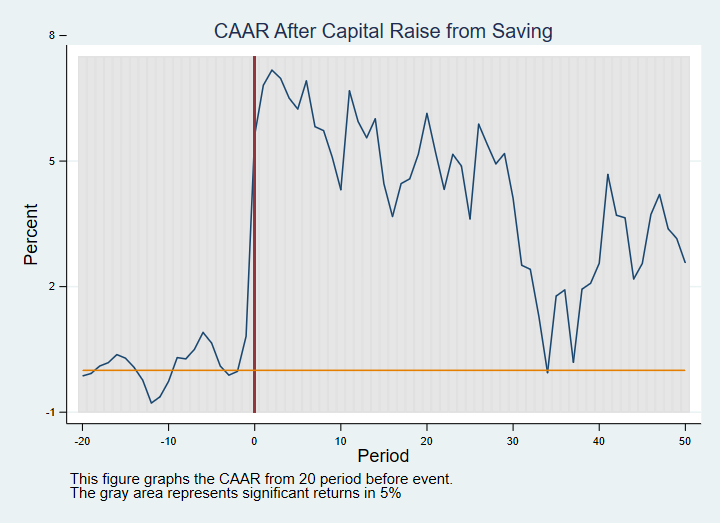 CAAR After Capital Raise from Saving
8
5
2
-1
Percent
-20 -10 0 10 20 30 40 50
Period
This figure graphs the CAAR from 20 period before event.
The gray area represents significant returns in 5%